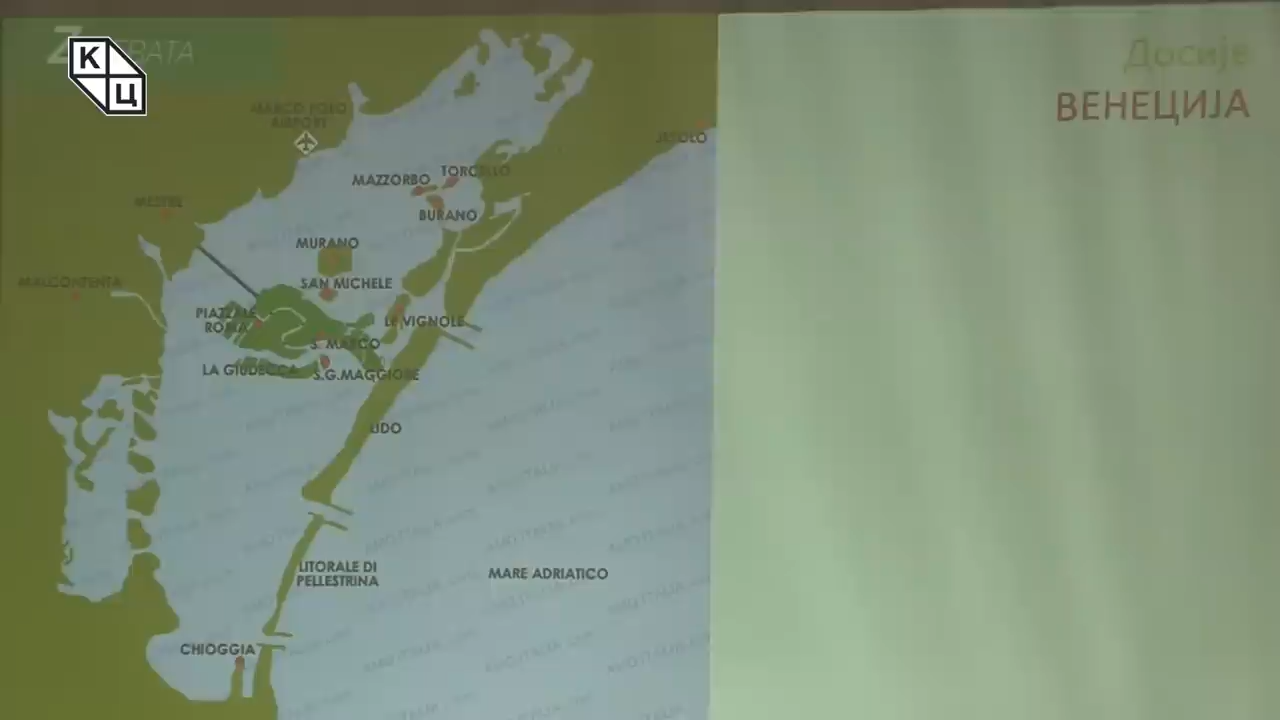 К
Ц
Досије
ВЕНЕЦИЈА
MARCO POLO
AIRPORT
JESOLO
TORCELLO
MAZZORBO
MESTRE
BURANO
MURANO
MALCONTENTA
SAN MICHELE
PIAZZALE
ROMA
LE VIGNOLE
S. MARCO
LA GIUDECCA
S.G.MAGGIORE
LIDO
LITORALE DI
PELLESTRINA
MARE ADRIATICO
CHIOGGIA